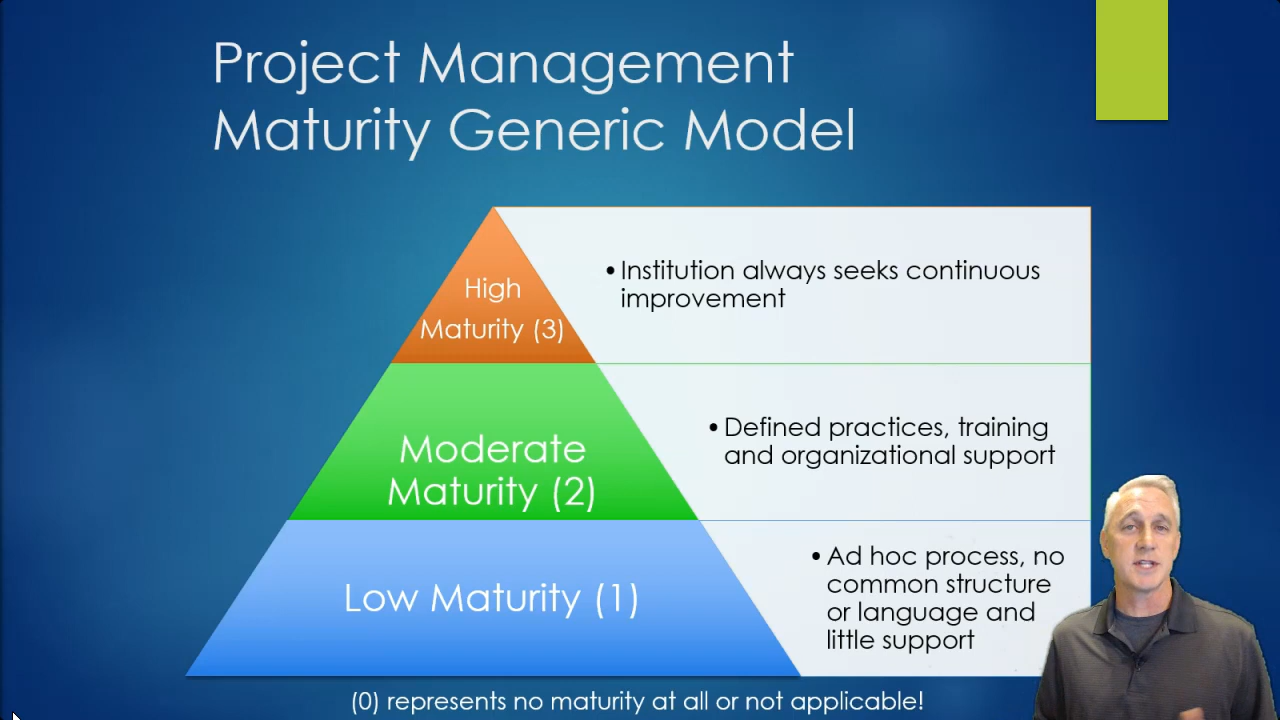 Project Management
Maturity Generic Model
High
Maturity (3)
•Institution always seeks continuous
improvement
Moderate
Maturity (2)
•Defined practices, training
and organizational support
Low Maturity (1)
•Ad hoc process, no
common structure
or language and
little support
(0) represents no maturity at all or not applicable!